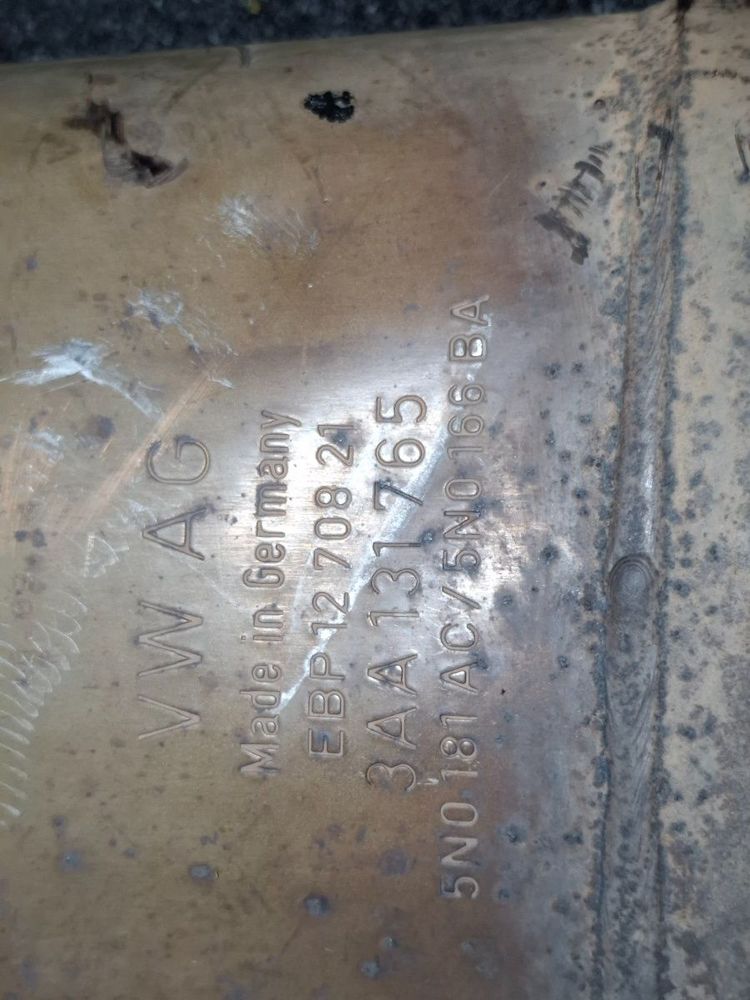 VW AG
Made in Germany
EBP 12 708 21
3AA 131 765
5N0 181 AC/5N0 166 BA